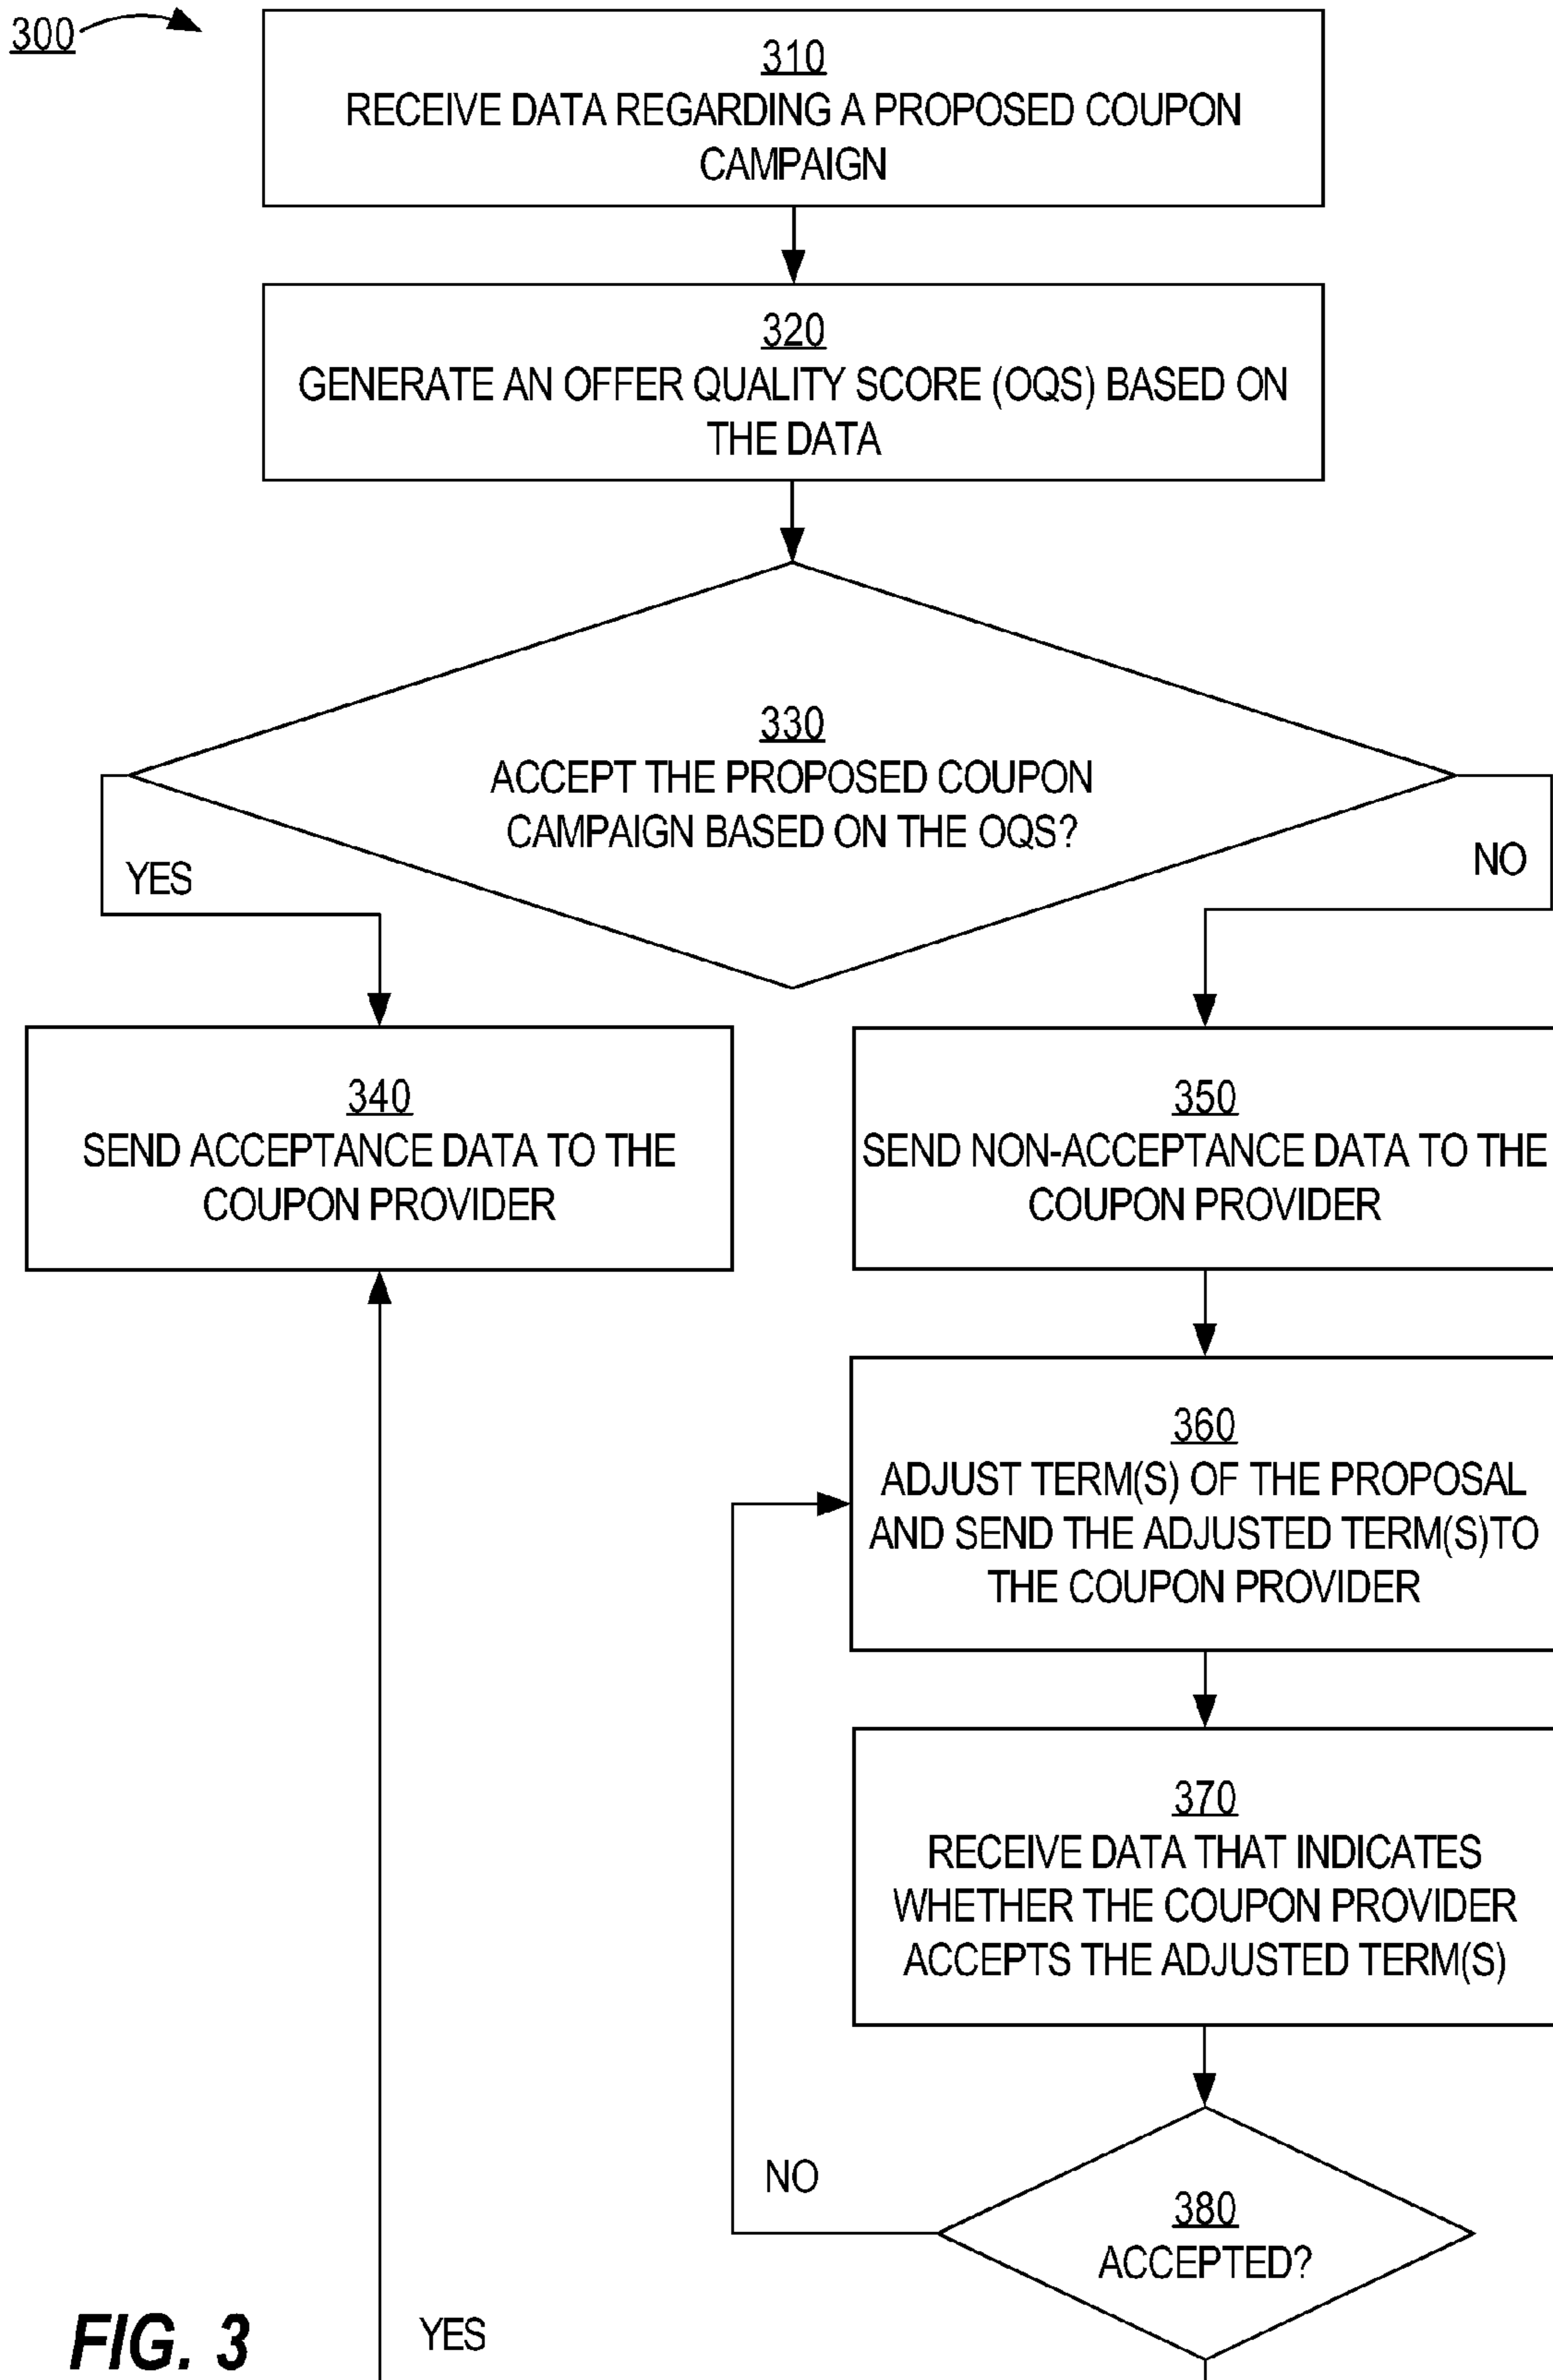 300
310
RECEIVE DATA REGARDING A PROPOSED COUPON
CAMPAIGN
320
GENERATE AN OFFER QUALITY SCORE (OQS) BASED ON
THE DATA
330
ACCEPT THE PROPOSED COUPON
CAMPAIGN BASED ON THE OQS?
YES
NO
340
SEND ACCEPTANCE DATA TO THE
COUPON PROVIDER
350
SEND NON-ACCEPTANCE DATA TO THE
COUPON PROVIDER
360
ADJUST TERM(S) OF THE PROPOSAL
AND SEND THE ADJUSTED TERM(S)TO
THE COUPON PROVIDER
370
RECEIVE DATA THAT INDICATES
WHETHER THE COUPON PROVIDER
ACCEPTS THE ADJUSTED TERM(S)
NO
380
ACCEPTED?
YES
FIG. 3